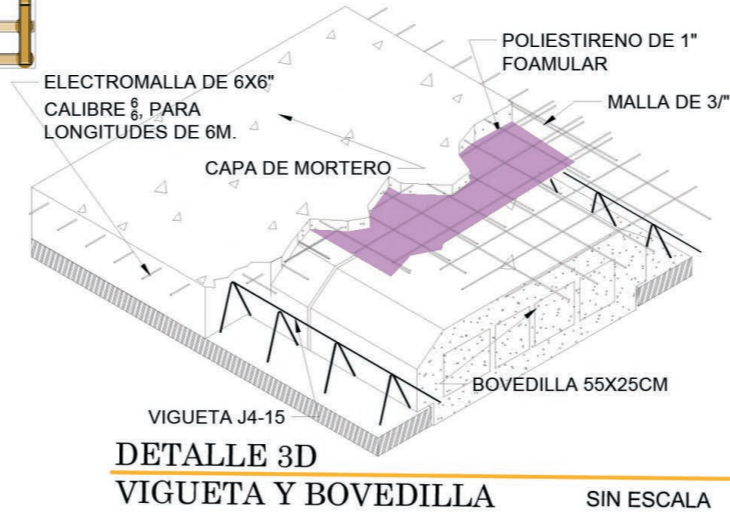 POLIESTIRENO DE 1"
FOAMULAR
ELECTROMALLA DE 6X6"
CALIBRE 6/6, PARA
LONGITUDES DE 6M.
MALLA DE 3/"
CAPA DE MORTERO
BOVEDILLA 55X25CM
VIGUETA J4-15
DETALLE 3D
VIGUETA Y BOVEDILLA
SIN ESCALA